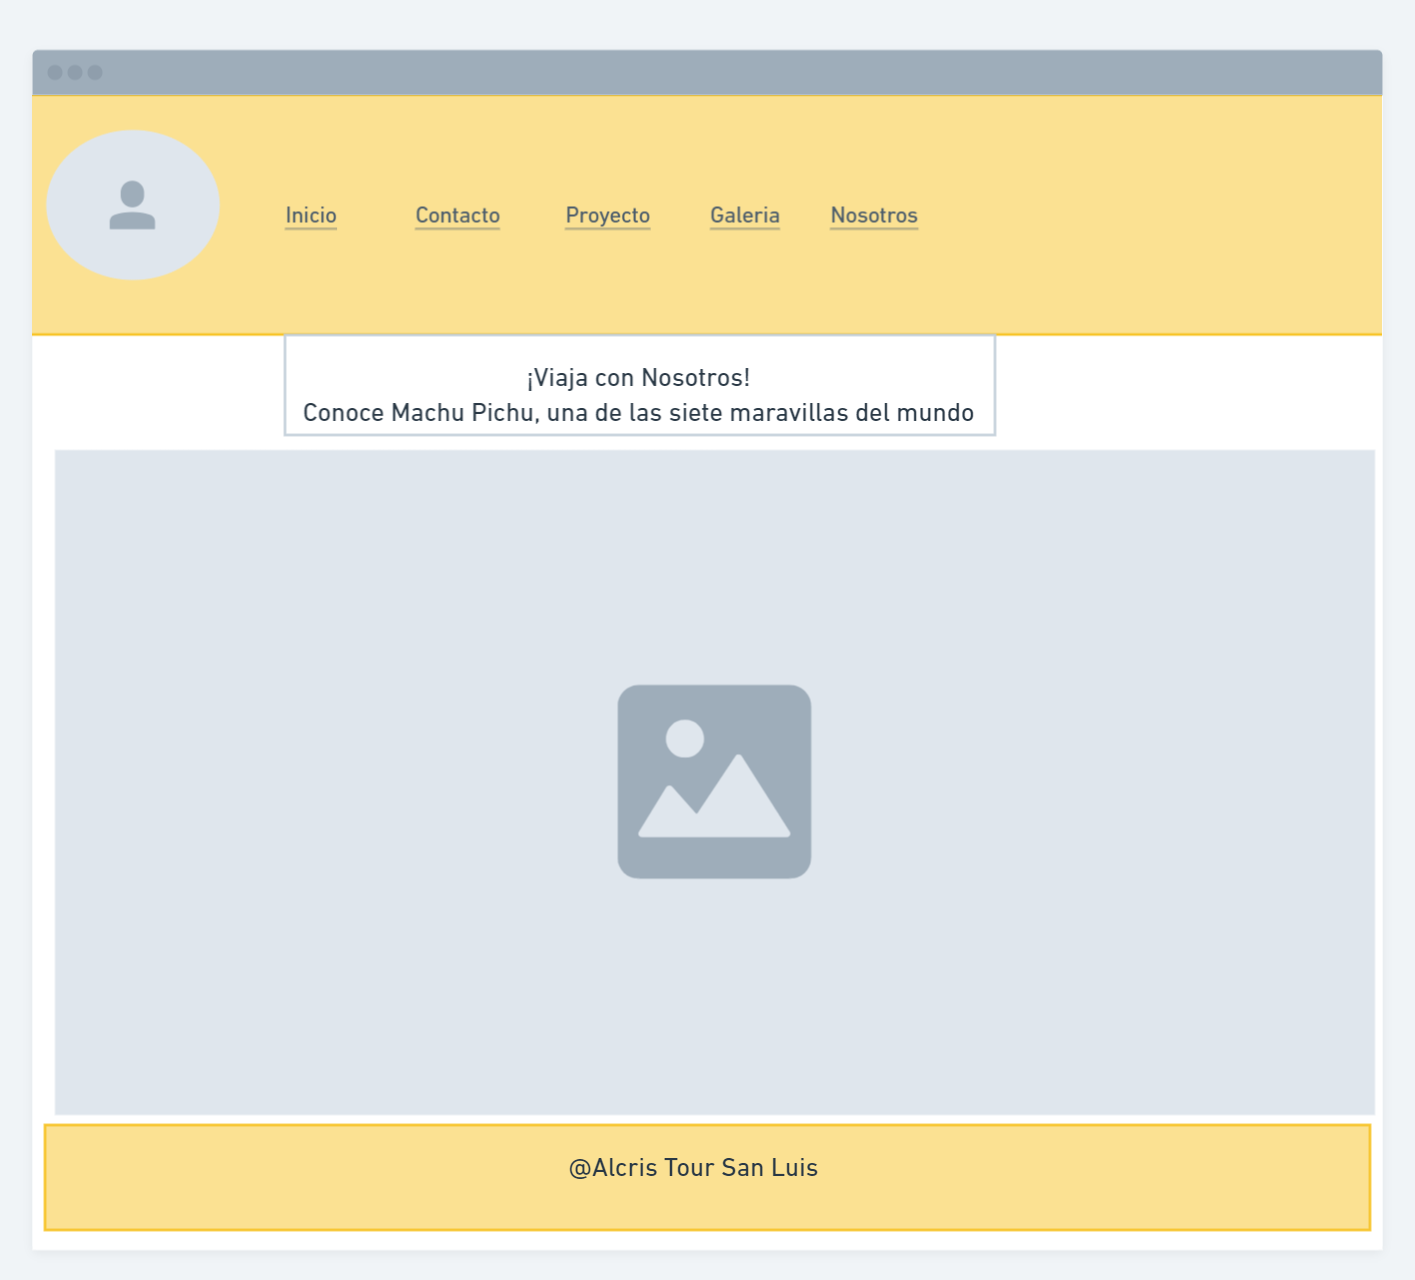 Inicio Contacto Proyecto Galeria Nosotros
¡Viaja con Nosotros!
Conoce Machu Pichu, una de las siete maravillas del mundo
@Alcris Tour San Luis